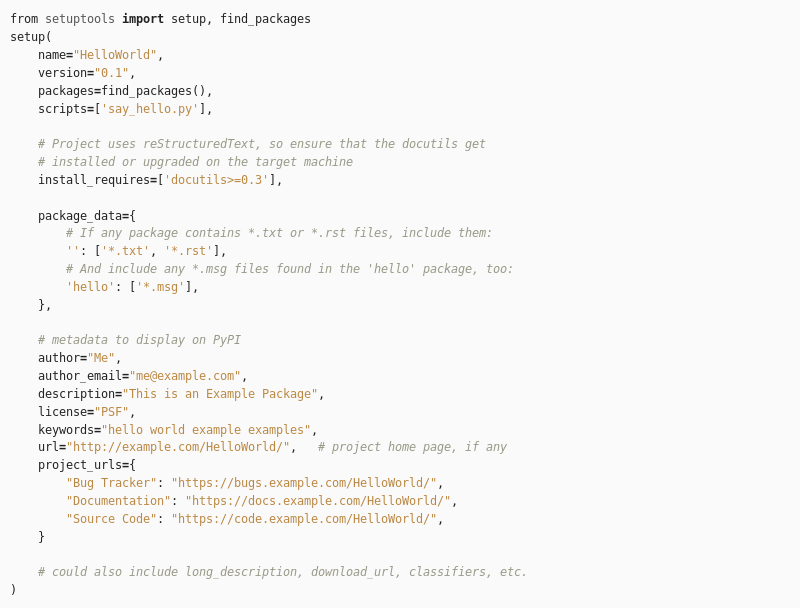 from setuptools import setup, find_packages
setup(
    name="HelloWorld",
    version="0.1",
    packages=find_packages(),
    scripts=['say_hello.py'],

    # Project uses reStructuredText, so ensure that the docutils get
    # installed or upgraded on the target machine
    install_requires=['docutils>=0.3'],

    package_data={
        # If any package contains *.txt or *.rst files, include them:
        '': ['*.txt', '*.rst'],
        # And include any *.msg files found in the 'hello' package, too:
        'hello': ['*.msg'],
    },

    # metadata to display on PyPI
    author="Me",
    author_email="me@example.com",
    description="This is an Example Package",
    license="PSF",
    keywords="hello world example examples",
    url="http://example.com/HelloWorld/",   # project home page, if any
    project_urls={
        "Bug Tracker": "https://bugs.example.com/HelloWorld/",
        "Documentation": "https://docs.example.com/HelloWorld/",
        "Source Code": "https://code.example.com/HelloWorld/",
    }

    # could also include long_description, download_url, classifiers, etc.
)